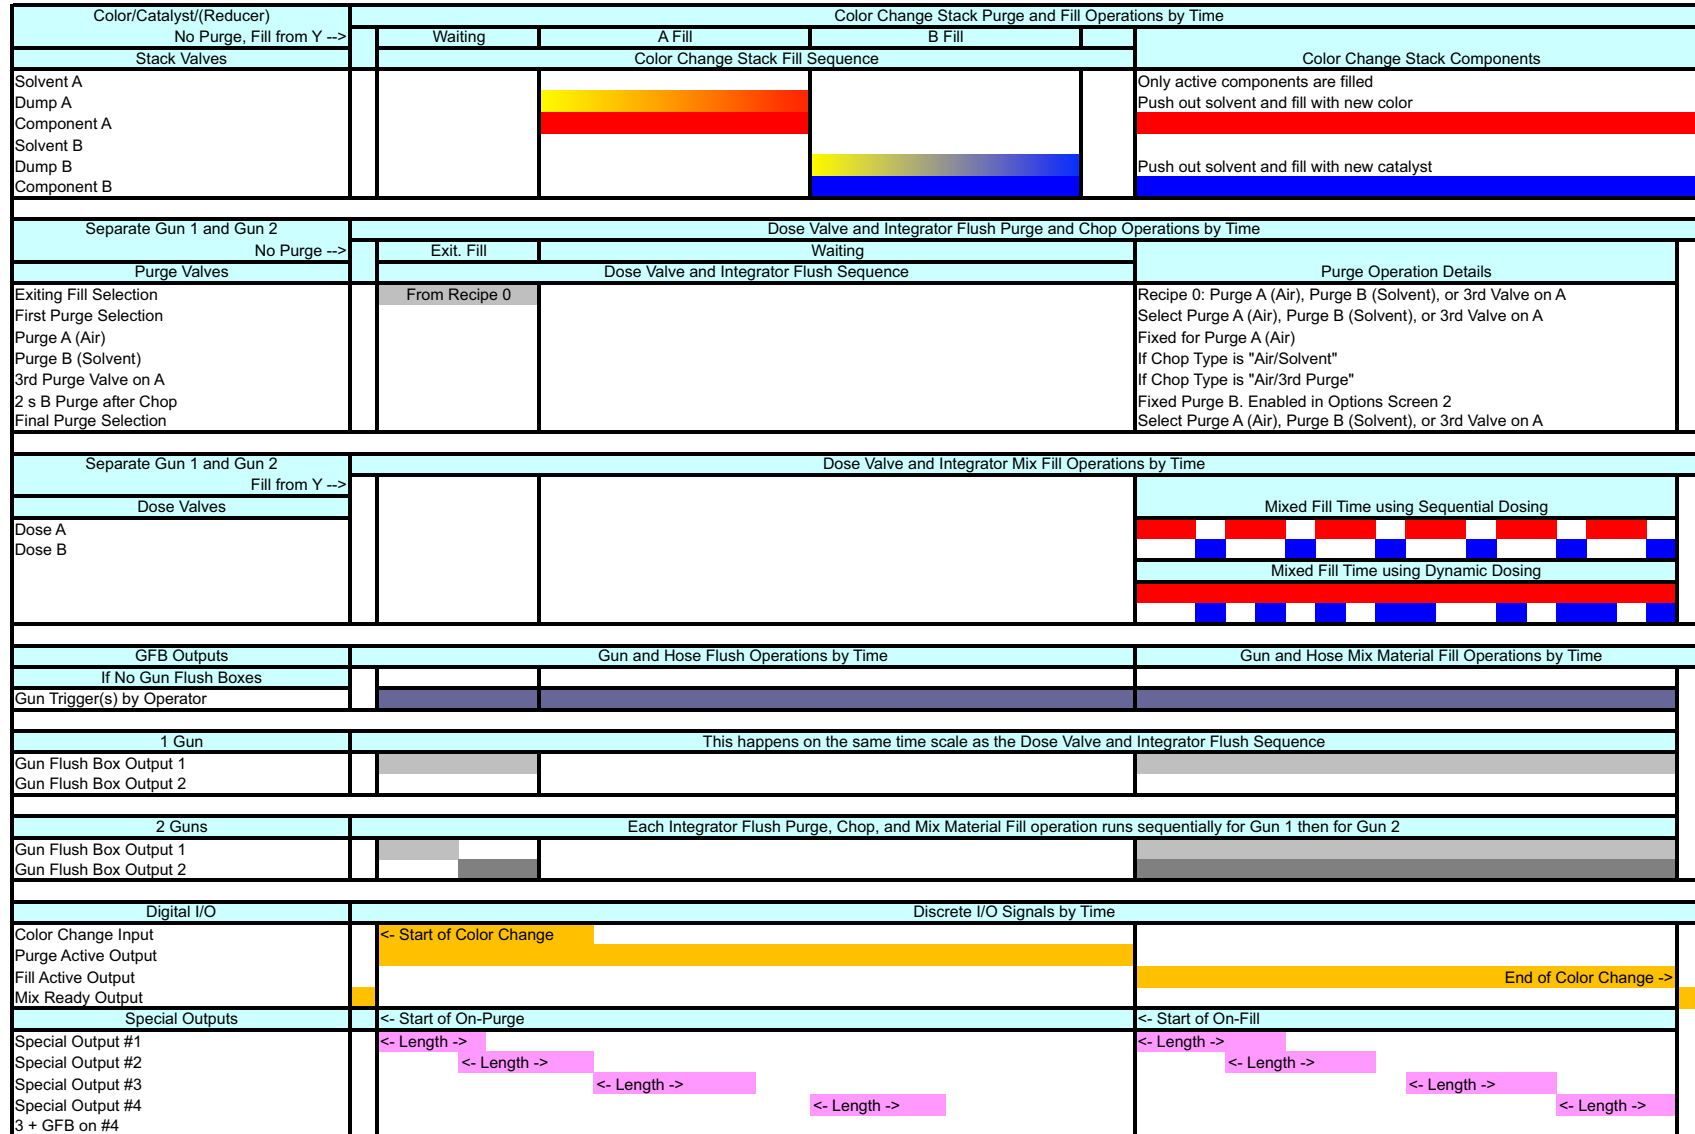 Color/Catalyst/(Reducer)
Color Change Stack Purge and Fill Operations by Time
No Purge, Fill from Y -->
Waiting
A Fill
B Fill
Stack Valves
Color Change Stack Fill Sequence
Color Change Stack Components
Solvent A
Only active components are filled
Dump A
Push out solvent and fill with new color
Component A
Solvent B
Dump B
Push out solvent and fill with new catalyst
Component B
Separate Gun 1 and Gun 2
Dose Valve and Integrator Flush Purge and Chop Operations by Time
No Purge -->
Exit. Fill
Waiting
Purge Valves
Dose Valve and Integrator Flush Sequence
Purge Operation Details
Exiting Fill Selection
From Recipe 0
Recipe 0: Purge A (Air), Purge B (Solvent), or 3rd Valve on A
First Purge Selection
Select Purge A (Air), Purge B (Solvent), or 3rd Valve on A
Purge A (Air)
Fixed for Purge A (Air)
Purge B (Solvent)
If Chop Type is "Air/Solvent"
3rd Purge Valve on A
If Chop Type is "Air/3rd Purge"
2 s B Purge after Chop
Fixed Purge B. Enabled in Options Screen 2
Final Purge Selection
Select Purge A (Air), Purge B (Solvent), or 3rd Valve on A
Separate Gun 1 and Gun 2
Dose Valve and Integrator Mix Fill Operations by Time
Fill from Y -->
Dose Valves
Mixed Fill Time using Sequential Dosing
Dose A
Dose B
Mixed Fill Time using Dynamic Dosing
GFB Outputs
Gun and Hose Flush Operations by Time
Gun and Hose Mix Material Fill Operations by Time
If No Gun Flush Boxes
Gun Trigger(s) by Operator
1 Gun
This happens on the same time scale as the Dose Valve and Integrator Flush Sequence
Gun Flush Box Output 1
Gun Flush Box Output 2
2 Guns
Each Integrator Flush Purge, Chop, and Mix Material Fill operation runs sequentially for Gun 1 then for Gun 2
Gun Flush Box Output 1
Gun Flush Box Output 2
Digital I/O
Discrete I/O Signals by Time
Color Change Input
<- Start of Color Change
Purge Active Output
Fill Active Output
End of Color Change ->
Mix Ready Output
Special Outputs
<- Start of On-Purge
<- Start of On-Fill
Special Output #1
<- Length ->
<- Length ->
Special Output #2
<- Length ->
<- Length ->
Special Output #3
<- Length ->
<- Length ->
Special Output #4
<- Length ->
<- Length ->
3 + GFB on #4